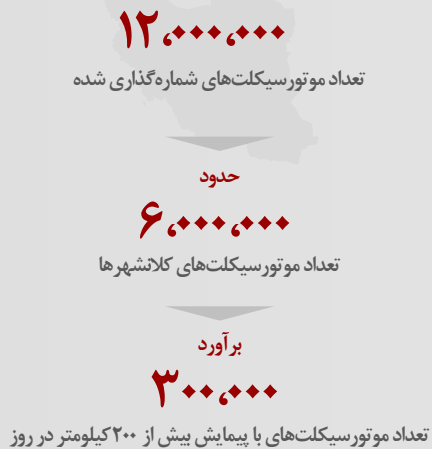 ۱۲،۰۰۰،۰۰۰
تعداد موتورسیکلت‌های شماره‌گذاری شده
حدود
۶،۰۰۰،۰۰۰
تعداد موتورسیکلت‌های کلانشهرها
برآورد
۳۰۰،۰۰۰
تعداد موتورسیکلت‌های با پیمایش بیش از ۲۰۰ کیلومتر در روز